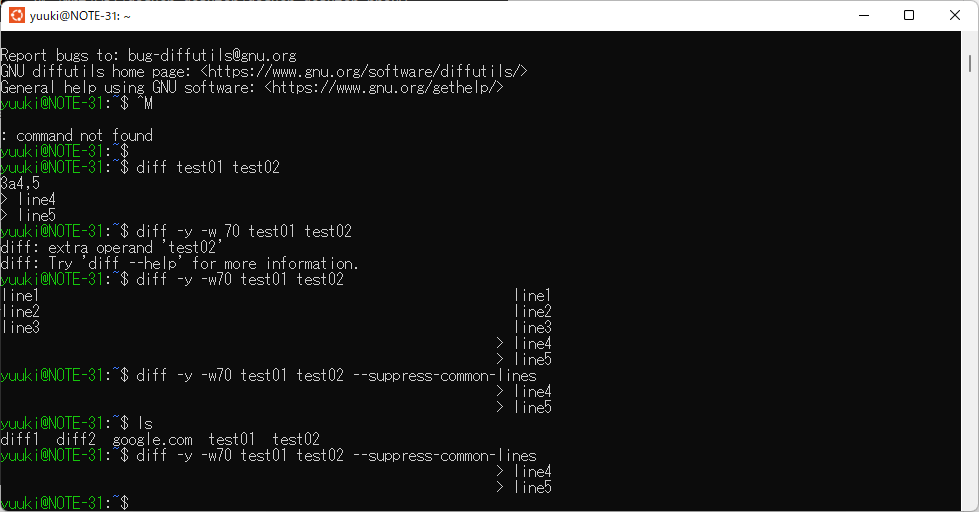 yuuki@NOTE-31: ~
Report bugs to: bug-diffutils@gnu.org
GNU diffutils home page: <https://www.gnu.org/software/diffutils/>
General help using GNU software: <https://www.gnu.org/gethelp/>
yuuki@NOTE-31:~$ ^M
: command not found
yuuki@NOTE-31:~$
yuuki@NOTE-31:~$ diff test01 test02
3a4,5
> line4
> line5
yuuki@NOTE-31:~$ diff -y -w 70 test01 test02
diff: extra operand 'test02'
diff: Try 'diff --help' for more information.
yuuki@NOTE-31:~$ diff -y -w70 test01 test02
line1 line1
line2 line2
line3 line3
> line4
> line5
yuuki@NOTE-31:~$ diff -y -w70 test01 test02 --suppress-common-lines
> line4
> line5
yuuki@NOTE-31:~$ ls
diff1 diff2 google.com test01 test02
yuuki@NOTE-31:~$ diff -y -w70 test01 test02 --suppress-common-lines
> line4
> line5
yuuki@NOTE-31:~$